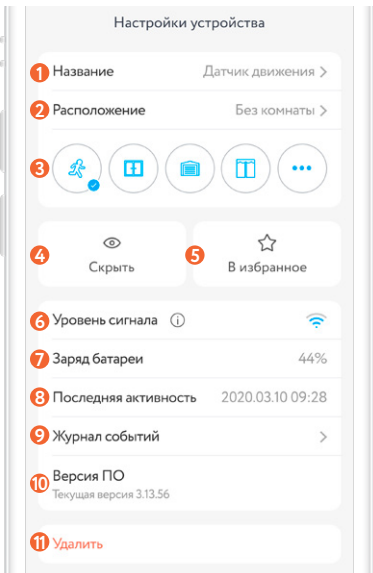 Настройки устройства
1 Название Датчик движения >
2 Расположение Без комнаты >
3
4 Скрыть
5 В избранное
6 Уровень сигнала i
7 Заряд батареи 44%
8 Последняя активность 2020.03.10 09:28
9 Журнал событий >
10 Версия ПО
Текущая версия 3.13.56
11 Удалить